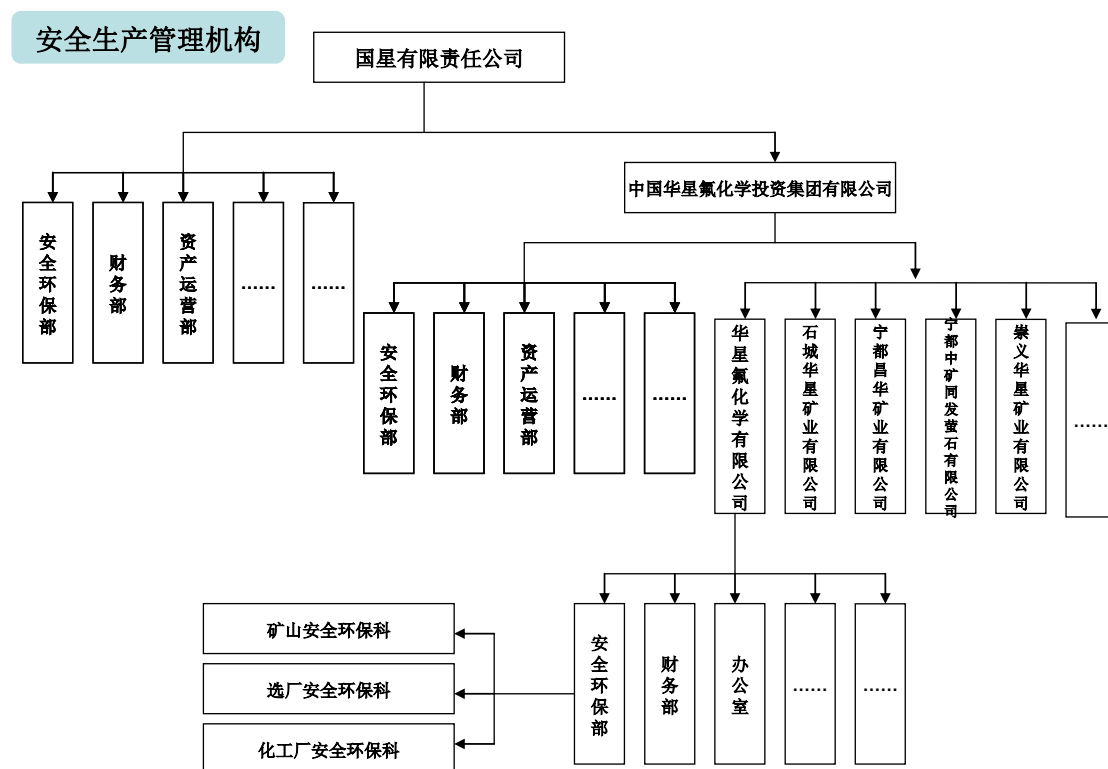 安全生产管理机构
国星有限责任公司
中国华星氟化学投资集团有限公司
安全环保部
财务部
资产运营部
……
……
安全环保部
财务部
资产运营部
……
……
华星氟化学有限公司
石城华星矿业有限公司
宁都昌华矿业有限公司
宁都中矿同发萤石有限公司
崇义华星矿业有限公司
……
安全环保部
财务部
办公室
……
……
矿山安全环保科
选厂安全环保科
化工厂安全环保科